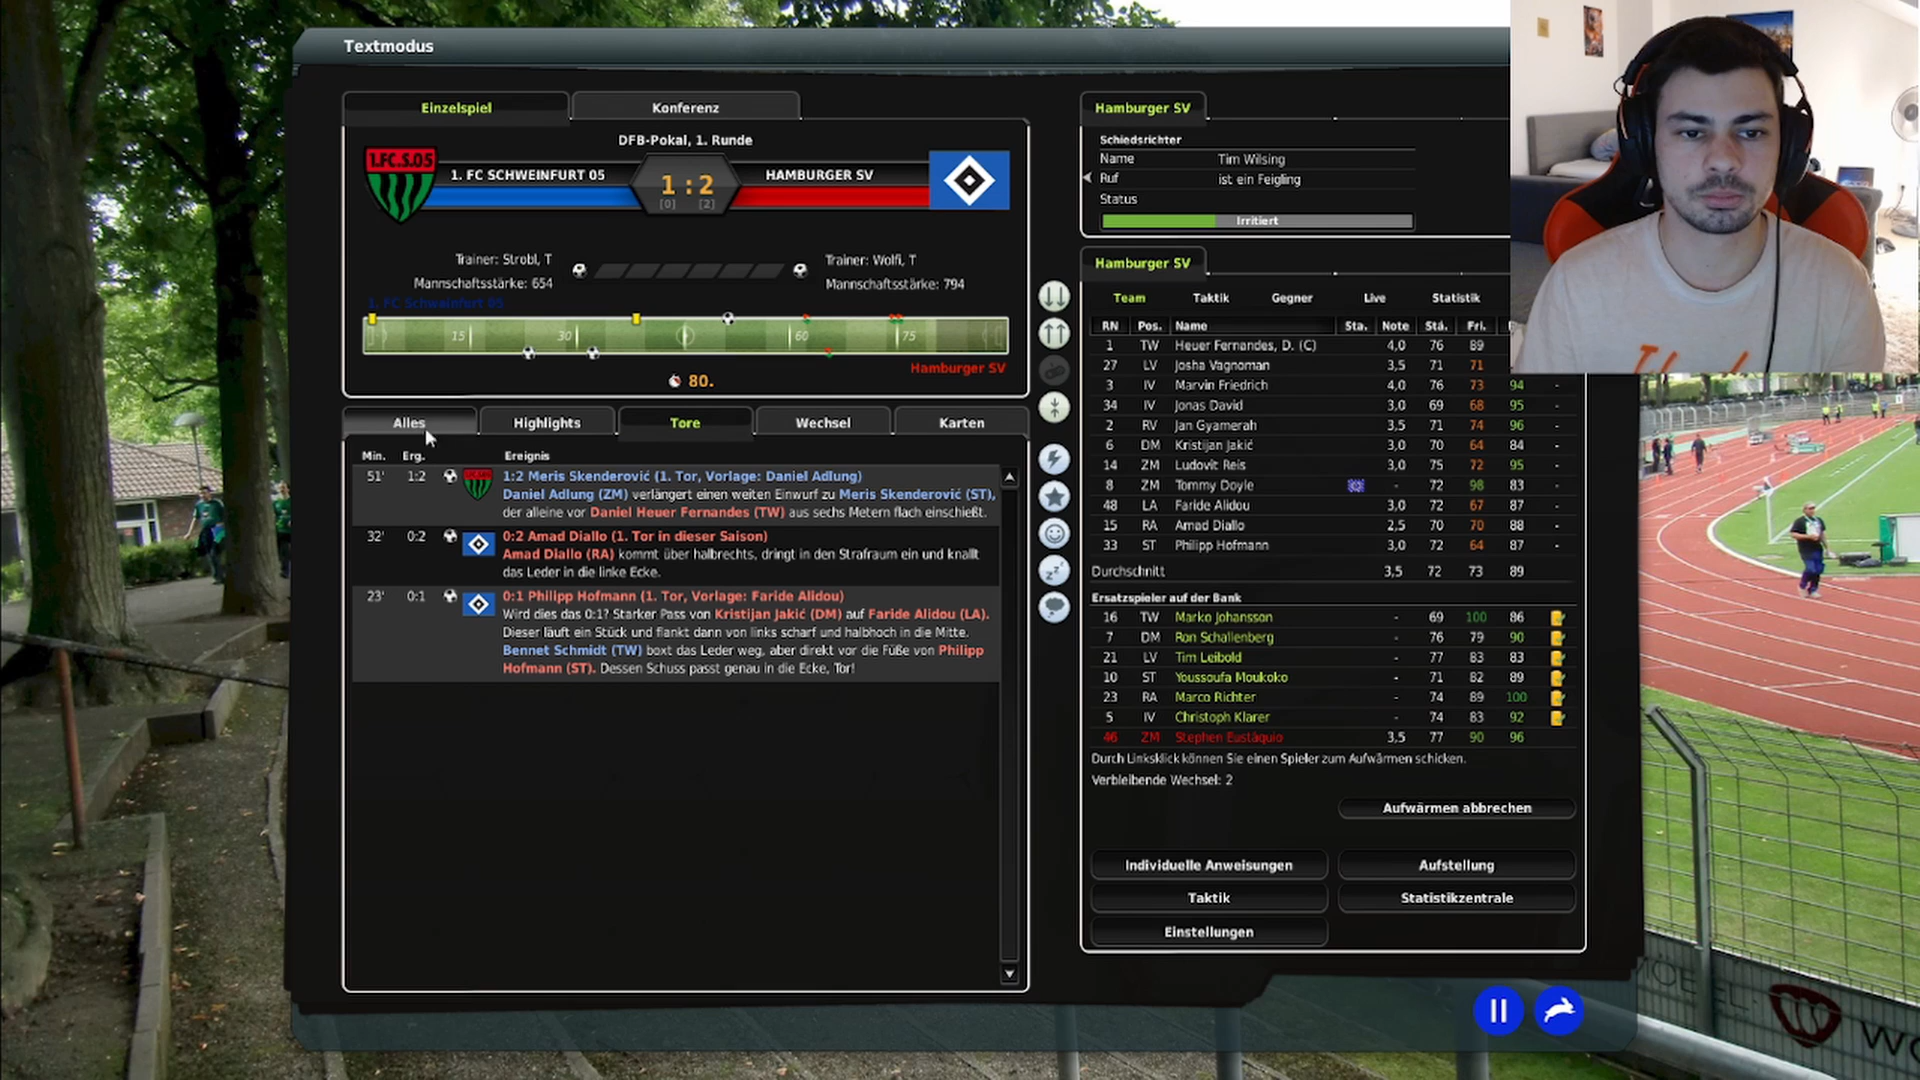 Textmodus
Einzelspiel
Konferenz
DFB-Pokal, 1. Runde
1.FC.S.05
1. FC SCHWEINFURT 05
1 : 2
[0] [2]
HAMBURGER SV
Trainer: Strobl, T
Trainer: Wolfi, T
Mannschaftsstärke: 654
Mannschaftsstärke: 794
1. FC Schweinfurt 05
15 30 60 75
Hamburger SV
80.
Alles
Highlights
Tore
Wechsel
Karten
Min. Erg. Ereignis
51' 1:2 1:2 Meris Skenderović (1. Tor, Vorlage: Daniel Adlung)
Daniel Adlung (ZM) verlängert einen weiten Einwurf zu Meris Skenderović (ST),
der alleine vor Daniel Heuer Fernandes (TW) aus sechs Metern flach einschießt.
32' 0:2 0:2 Amad Diallo (1. Tor in dieser Saison)
Amad Diallo (RA) kommt über halbrechts, dringt in den Strafraum ein und knallt
das Leder in die linke Ecke.
23' 0:1 0:1 Philipp Hofmann (1. Tor, Vorlage: Faride Alidou)
Wird dies das 0:1? Starker Pass von Kristijan Jakić (DM) auf Faride Alidou (LA).
Dieser läuft ein Stück und flankt dann von links scharf und halbhoch in die Mitte.
Bennet Schmidt (TW) boxt das Leder weg, aber direkt vor die Füße von Philipp
Hofmann (ST). Dessen Schuss passt genau in die Ecke, Tor!
Hamburger SV
Schiedsrichter
Name Tim Wilsing
Ruf ist ein Feigling
Status
Irritiert
Hamburger SV
Team Taktik Gegner Live Statistik
RN Pos. Name Sta. Note Stä. Fri.
1 TW Heuer Fernandes, D. (C) 4,0 76 89
27 LV Josha Vagnoman 3,5 71 71
3 IV Marvin Friedrich 4,0 76 73 94 -
34 IV Jonas David 3,0 69 68 95 -
2 RV Jan Gyamerah 3,5 71 74 96 -
6 DM Kristijan Jakić 3,0 70 64 84 -
14 ZM Ludovit Reis 3,0 75 72 95 -
8 ZM Tommy Doyle - 72 98 83 -
48 LA Faride Alidou 3,0 72 67 87 -
15 RA Amad Diallo 2,5 70 70 88 -
33 ST Philipp Hofmann 3,0 72 64 87 -
Durchschnitt 3,5 72 73 89
Ersatzspieler auf der Bank
16 TW Marko Johansson - 69 100 86
7 DM Ron Schallenberg - 76 79 90
21 LV Tim Leibold - 77 83 83
10 ST Youssoufa Moukoko - 71 82 89
23 RA Marco Richter - 74 89 100
5 IV Christoph Klarer - 74 83 92
46 ZM Stephen Eustáquio 3,5 77 90 96
Durch Linksklick können Sie einen Spieler zum Aufwärmen schicken.
Verbleibende Wechsel: 2
Aufwärmen abbrechen
Individuelle Anweisungen
Aufstellung
Taktik
Statistikzentrale
Einstellungen